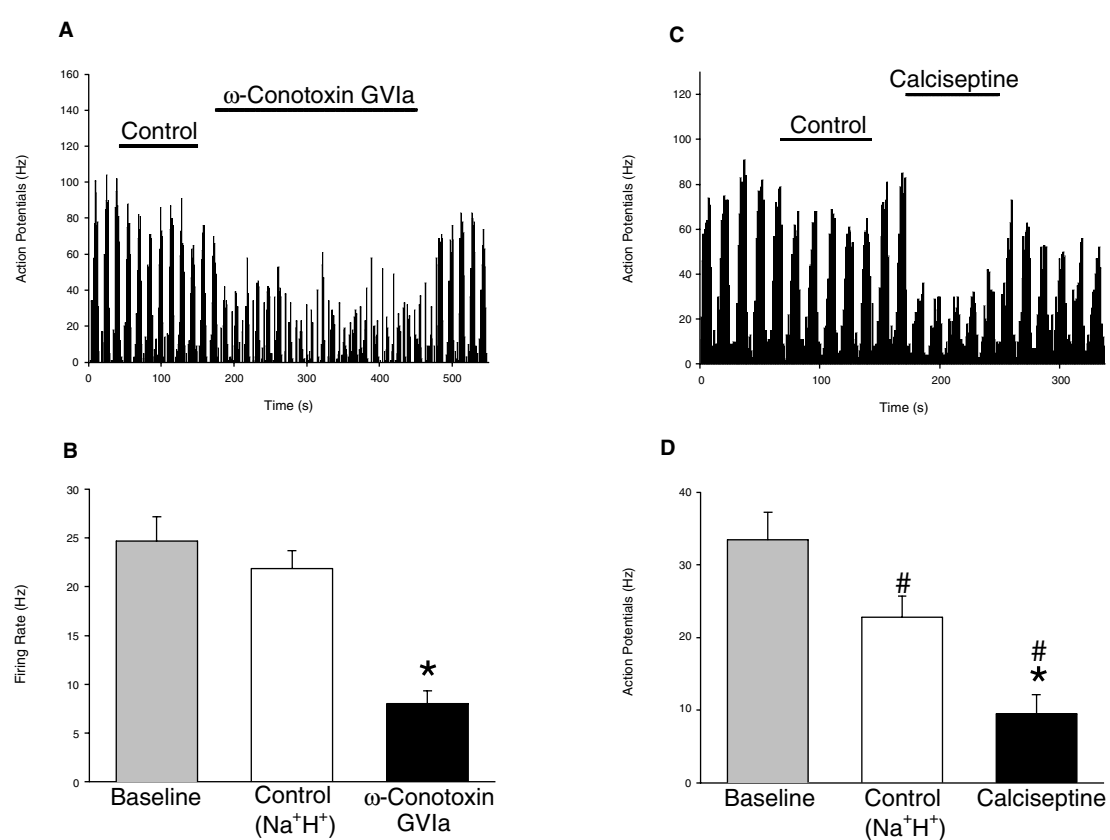 A
160
140
120
100
80
60
40
20
0
Action Potentials (Hz)
ω-Conotoxin GVIa
Control
0 100 200 300 400 500
Time (s)
C
120
100
80
60
40
20
0
Action Potentials (Hz)
Calciseptine
Control
0 100 200 300
Time (s)
B
30
25
20
15
10
5
0
Firing Rate (Hz)
*
Baseline Control ω-Conotoxin
(Na⁺H⁺) GVIa
D
40
30
20
10
0
Action Potentials (Hz)
#
#
*
Baseline Control Calciseptine
(Na⁺H⁺)